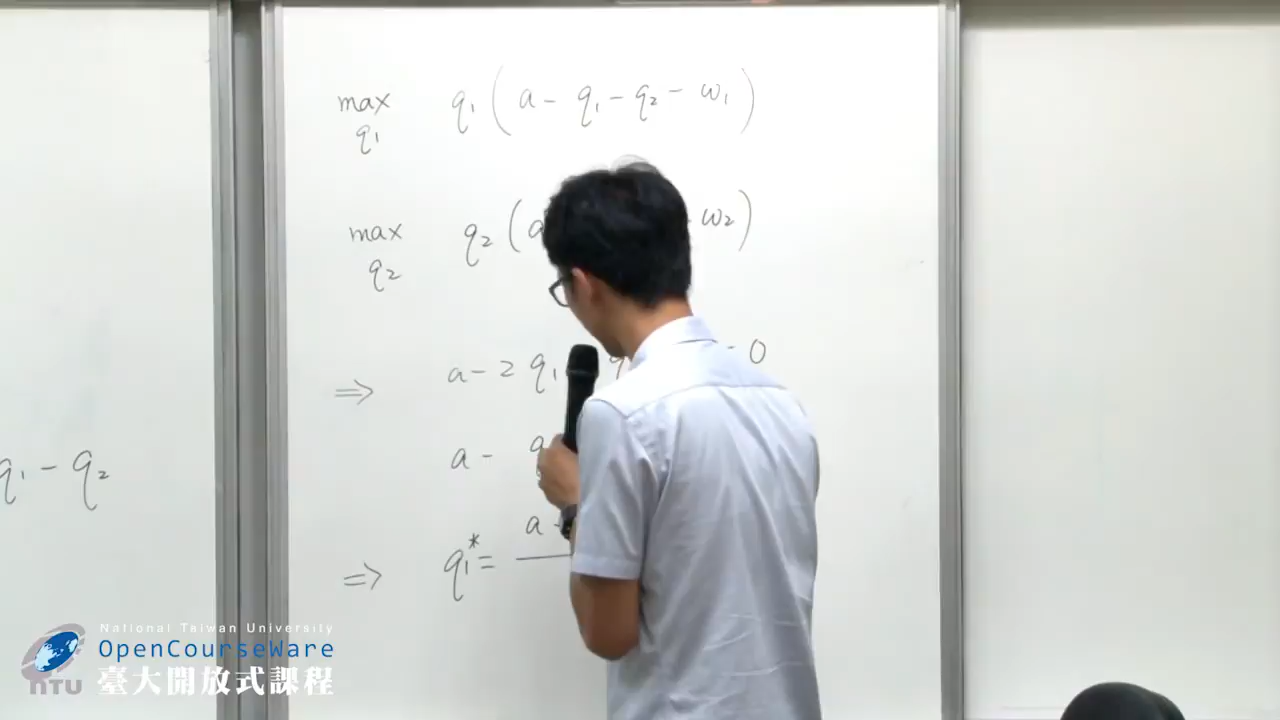 max q₁ ( a - q₁ - q₂ - w₁ )
q₁
max q₂ ( a w₂ )
q₂
⇒ a - 2 q₁ q - 0
a - q
q₁ - q₂
⇒ q₁* = a -
National Taiwan University
OpenCourseWare
NTU 臺大開放式課程